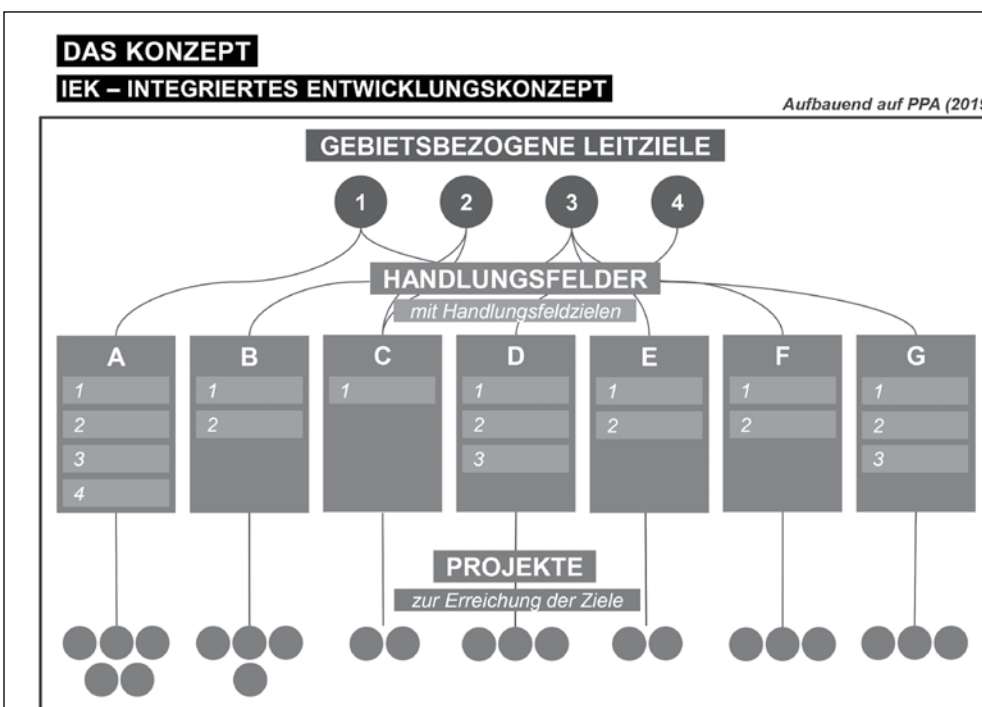 DAS KONZEPT
IEK – INTEGRIERTES ENTWICKLUNGSKONZEPT
Aufbauend auf PPA (2019
GEBIETSBEZOGENE LEITZIELE
1 2 3 4
HANDLUNGSFELDER
mit Handlungsfeldzielen
A B C D E F G
1 1 1 1 1 1 1
2 2 2 2 2 2
3 3 3
4
PROJEKTE
zur Erreichung der Ziele